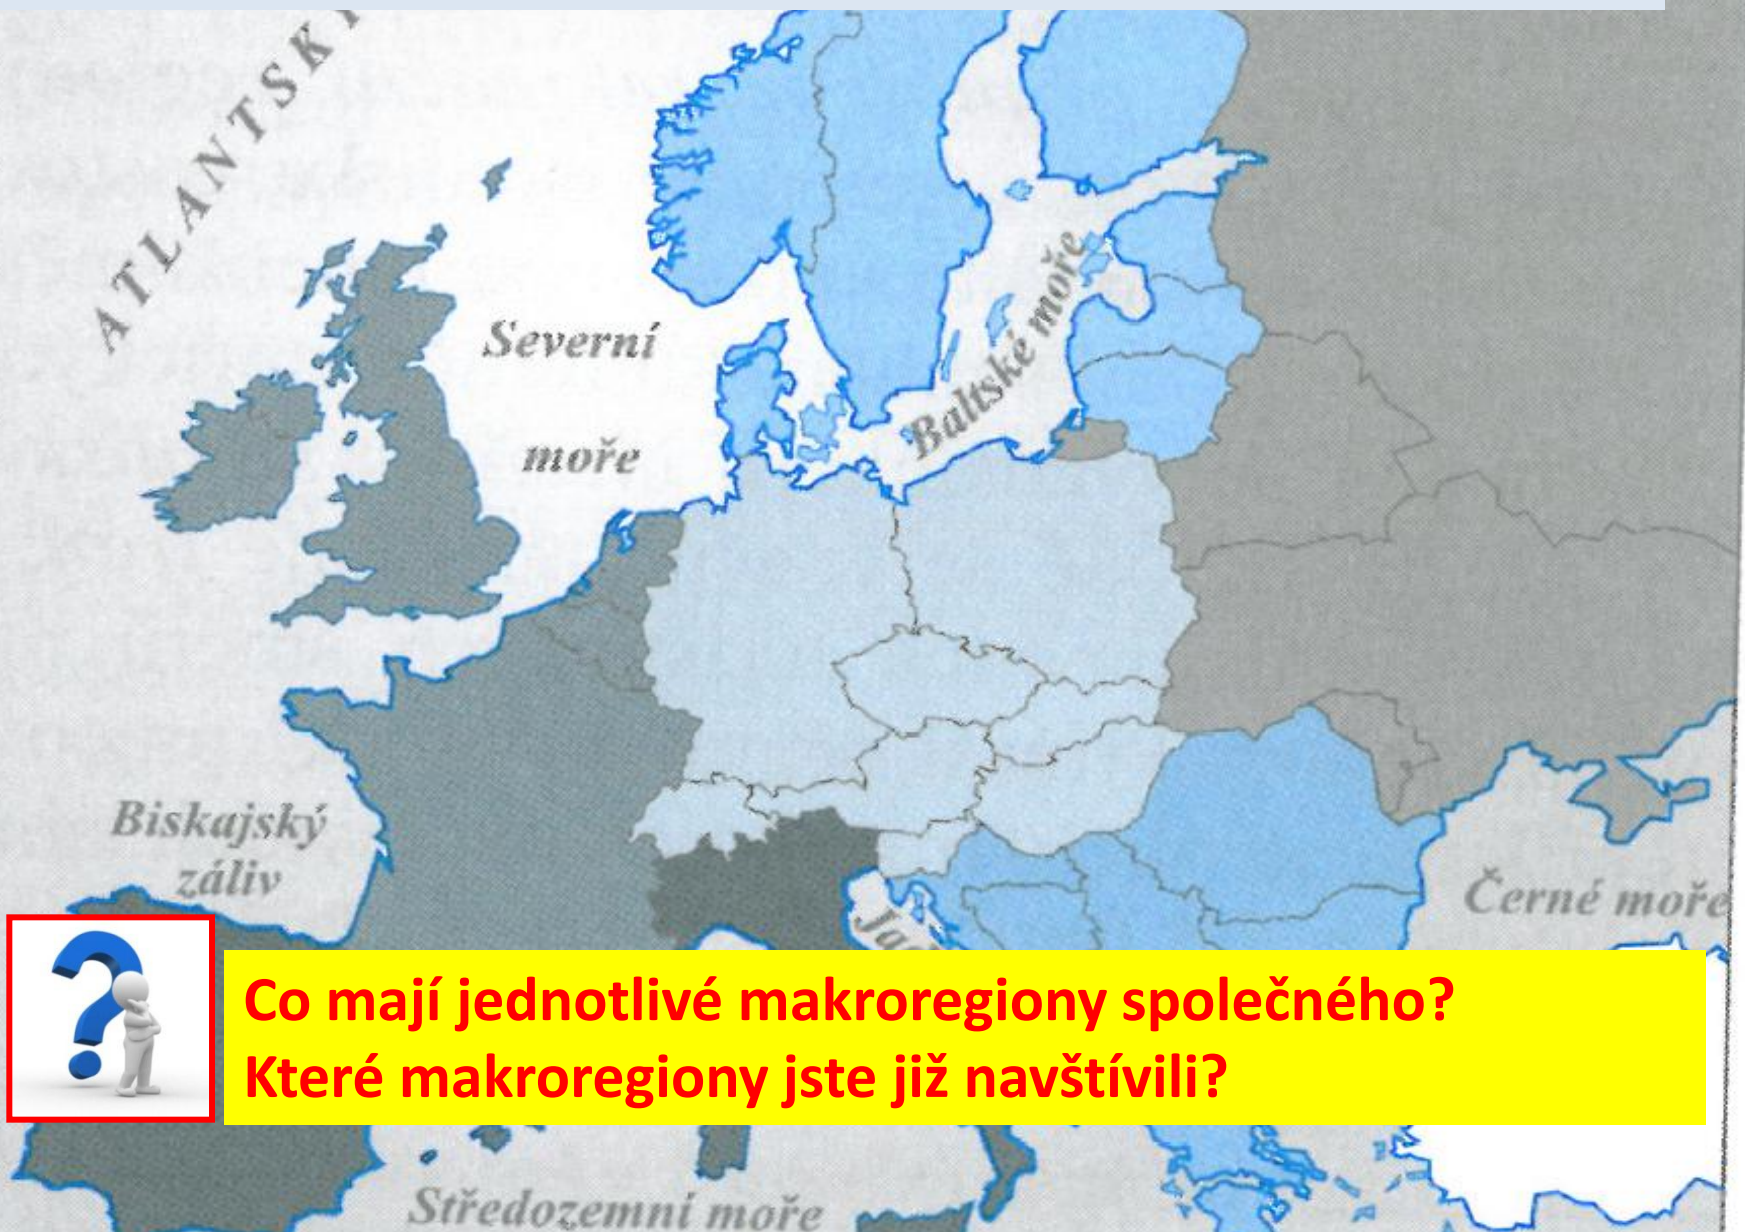 ATLANTSKÝ
Severní
moře
Baltské moře
Biskajský
záliv
Černé moře
Co mají jednotlivé makroregiony společného?
Které makroregiony jste již navštívili?
Středozemní moře